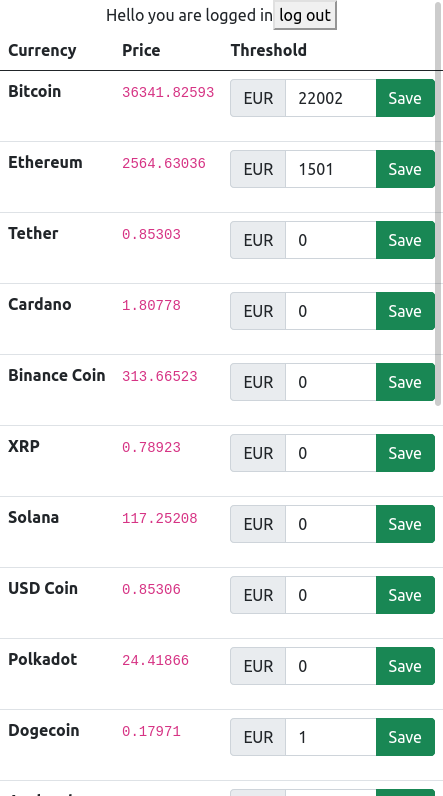 Hello you are logged in log out
Currency Price Threshold
Bitcoin 36341.82593 EUR 22002 Save
Ethereum 2564.63036 EUR 1501 Save
Tether 0.85303 EUR 0 Save
Cardano 1.80778 EUR 0 Save
Binance Coin 313.66523 EUR 0 Save
XRP 0.78923 EUR 0 Save
Solana 117.25208 EUR 0 Save
USD Coin 0.85306 EUR 0 Save
Polkadot 24.41866 EUR 0 Save
Dogecoin 0.17971 EUR 1 Save